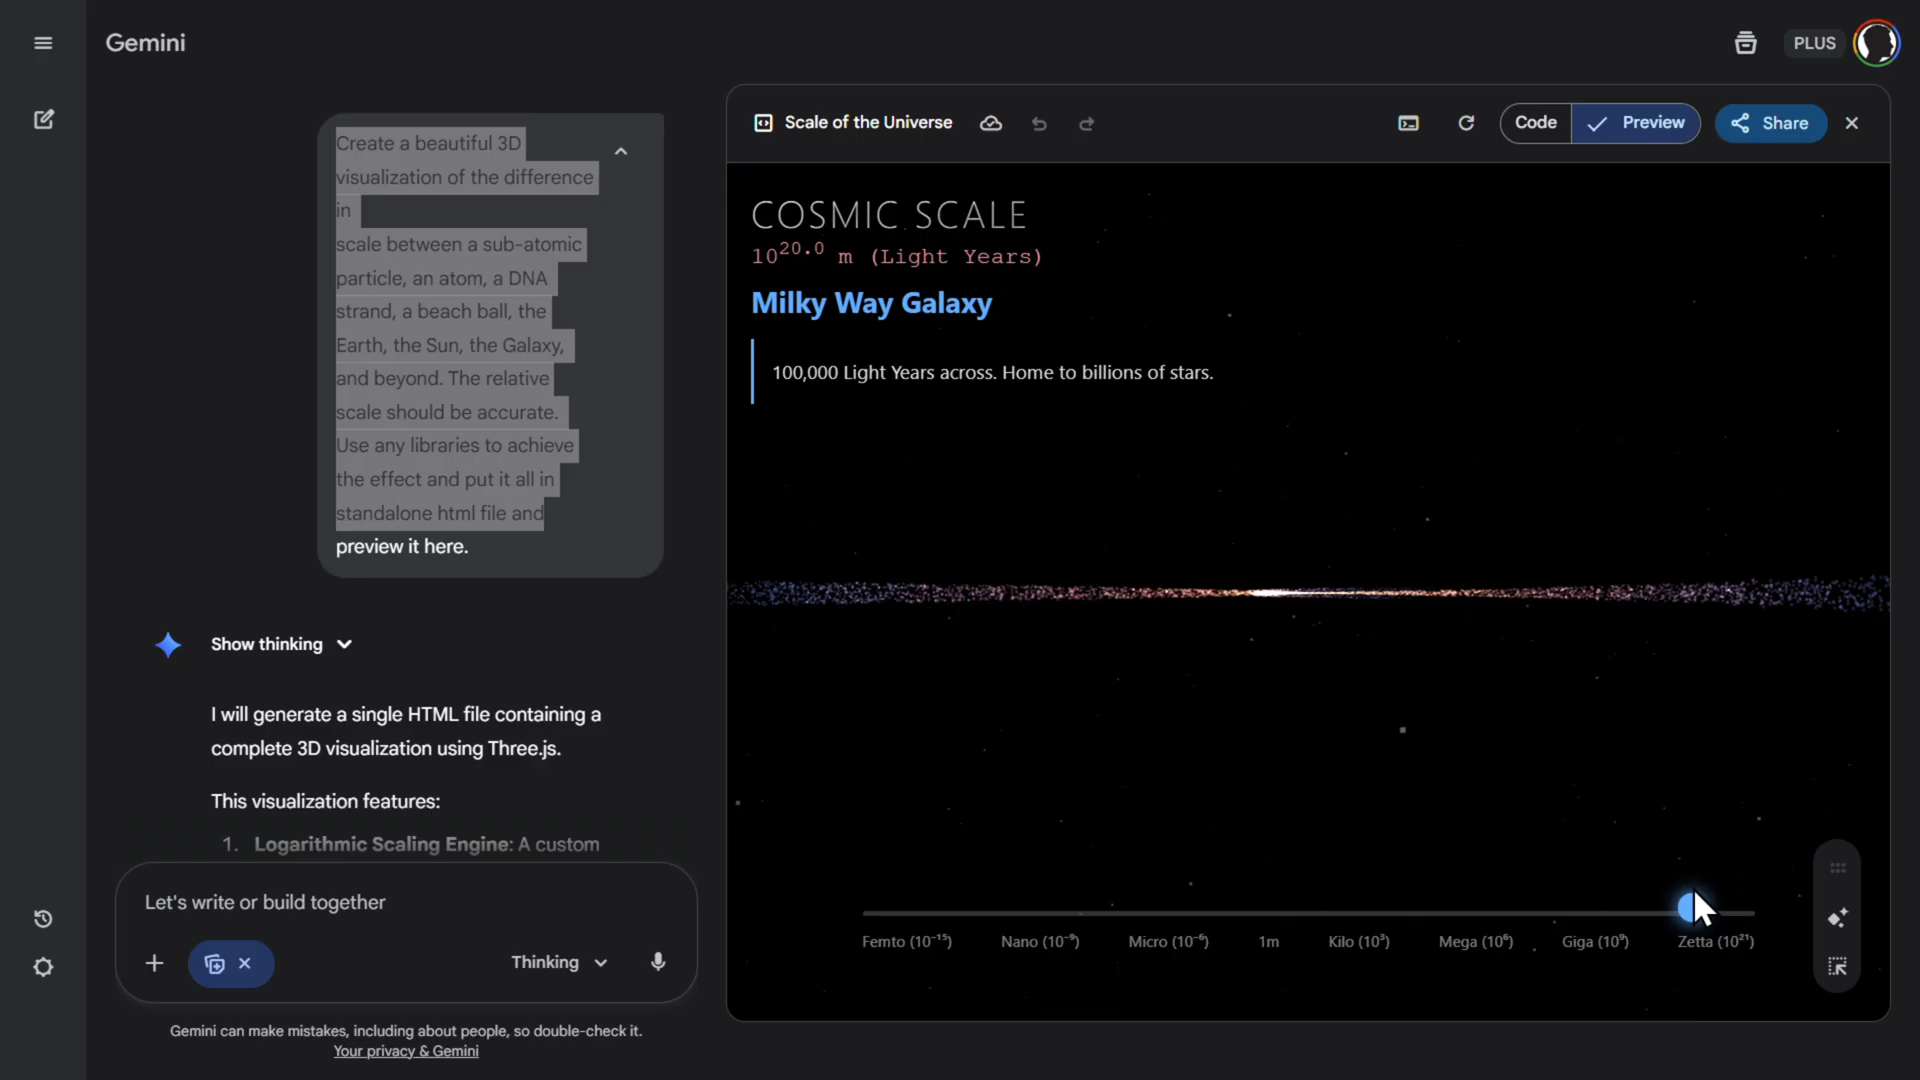 Gemini
PLUS
Create a beautiful 3D
visualization of the difference
in
scale between a sub-atomic
particle, an atom, a DNA
strand, a beach ball, the
Earth, the Sun, the Galaxy,
and beyond. The relative
scale should be accurate.
Use any libraries to achieve
the effect and put it all in
standalone html file and
preview it here.
Show thinking
I will generate a single HTML file containing a
complete 3D visualization using Three.js.
This visualization features:
1. Logarithmic Scaling Engine: A custom
Let's write or build together
Thinking
Gemini can make mistakes, including about people, so double-check it.
Your privacy & Gemini
Scale of the Universe
Code
Preview
Share
COSMIC SCALE
10²⁰·⁰ m (Light Years)
Milky Way Galaxy
100,000 Light Years across. Home to billions of stars.
Femto (10⁻¹⁵) Nano (10⁻⁹) Micro (10⁻⁶) 1m Kilo (10³) Mega (10⁶) Giga (10⁹) Zetta (10²¹)